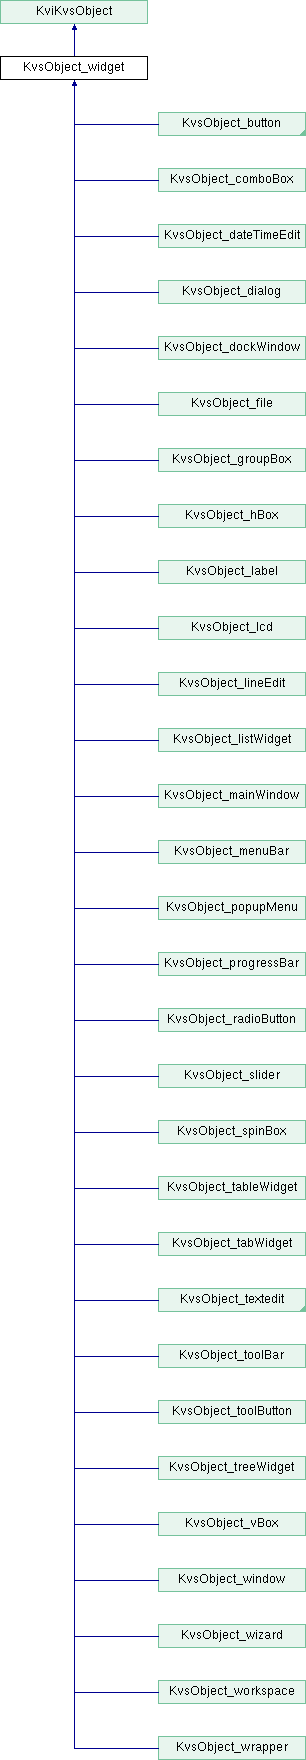 KviKvsObject
KvsObject_widget
KvsObject_button
KvsObject_comboBox
KvsObject_dateTimeEdit
KvsObject_dialog
KvsObject_dockWindow
KvsObject_file
KvsObject_groupBox
KvsObject_hBox
KvsObject_label
KvsObject_lcd
KvsObject_lineEdit
KvsObject_listWidget
KvsObject_mainWindow
KvsObject_menuBar
KvsObject_popupMenu
KvsObject_progressBar
KvsObject_radioButton
KvsObject_slider
KvsObject_spinBox
KvsObject_tableWidget
KvsObject_tabWidget
KvsObject_textedit
KvsObject_toolBar
KvsObject_toolButton
KvsObject_treeWidget
KvsObject_vBox
KvsObject_window
KvsObject_wizard
KvsObject_workspace
KvsObject_wrapper